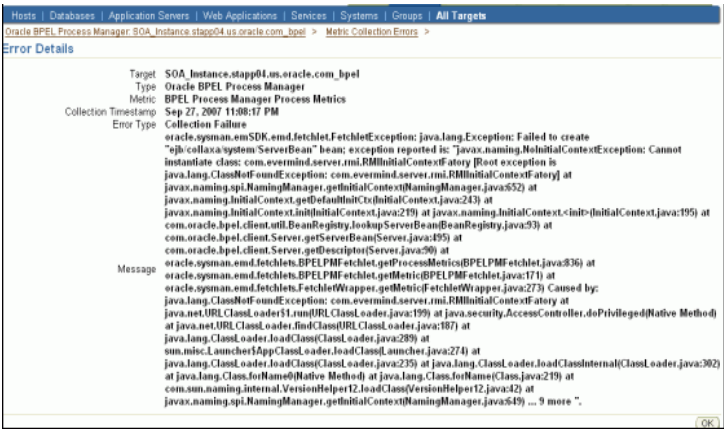 Hosts | Databases | Application Servers | Web Applications | Services | Systems | Groups | All Targets
Oracle BPEL Process Manager: SOA_Instance.stapp04.us.oracle.com_bpel > Metric Collection Errors >
Error Details
Target SOA_Instance.stapp04.us.oracle.com_bpel
Type Oracle BPEL Process Manager
Metric BPEL Process Manager Process Metrics
Collection Timestamp Sep 27, 2007 11:08:17 PM
Error Type Collection Failure
Message oracle.sysman.emSDK.emd.fetchlet.FetchletException: java.lang.Exception: Failed to create
"ejb/collaxa/system/ServerBean" bean; exception reported is: "javax.naming.NoInitialContextException: Cannot
instantiate class: com.evermind.server.rmi.RMIInitialContextFatory [Root exception is
java.lang.ClassNotFoundException: com.evermind.server.rmi.RMIInitialContextFatory] at
javax.naming.spi.NamingManager.getInitialContext(NamingManager.java:652) at
javax.naming.InitialContext.getDefaultInitCtx(InitialContext.java:243) at
javax.naming.InitialContext.init(InitialContext.java:219) at javax.naming.InitialContext.<init>(InitialContext.java:195) at
com.oracle.bpel.client.util.BeanRegistry.lookupServerBean(BeanRegistry.java:93) at
com.oracle.bpel.client.Server.getServerBean(Server.java:495) at
com.oracle.bpel.client.Server.getDescriptor(Server.java:90) at
oracle.sysman.emd.fetchlets.BPELPMFetchlet.getProcessMetrics(BPELPMFetchlet.java:836) at
oracle.sysman.emd.fetchlets.BPELPMFetchlet.getMetric(BPELPMFetchlet.java:171) at
oracle.sysman.emd.fetchlets.FetchletWrapper.getMetric(FetchletWrapper.java:273) Caused by:
java.lang.ClassNotFoundException: com.evermind.server.rmi.RMIInitialContextFatory at
java.net.URLClassLoader$1.run(URLClassLoader.java:199) at java.security.AccessController.doPrivileged(Native Method)
at java.net.URLClassLoader.findClass(URLClassLoader.java:187) at
java.lang.ClassLoader.loadClass(ClassLoader.java:289) at
sun.misc.Launcher$AppClassLoader.loadClass(Launcher.java:274) at
java.lang.ClassLoader.loadClass(ClassLoader.java:235) at java.lang.ClassLoader.loadClassInternal(ClassLoader.java:302)
at java.lang.Class.forName0(Native Method) at java.lang.Class.forName(Class.java:219) at
com.sun.naming.internal.VersionHelper12.loadClass(VersionHelper12.java:42) at
javax.naming.spi.NamingManager.getInitialContext(NamingManager.java:649) ... 9 more ".
OK